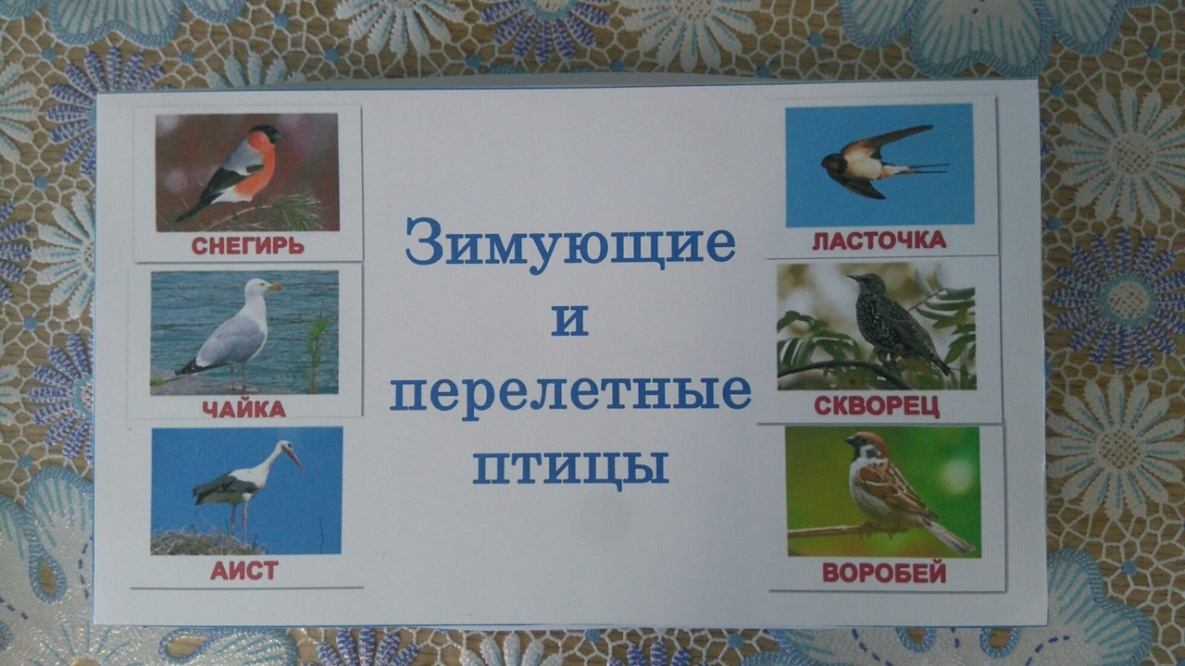 СНЕГИРЬ
ЧАЙКА
АИСТ
Зимующие
и
перелетные
птицы
ЛАСТОЧКА
СКВОРЕЦ
ВОРОБЕЙ